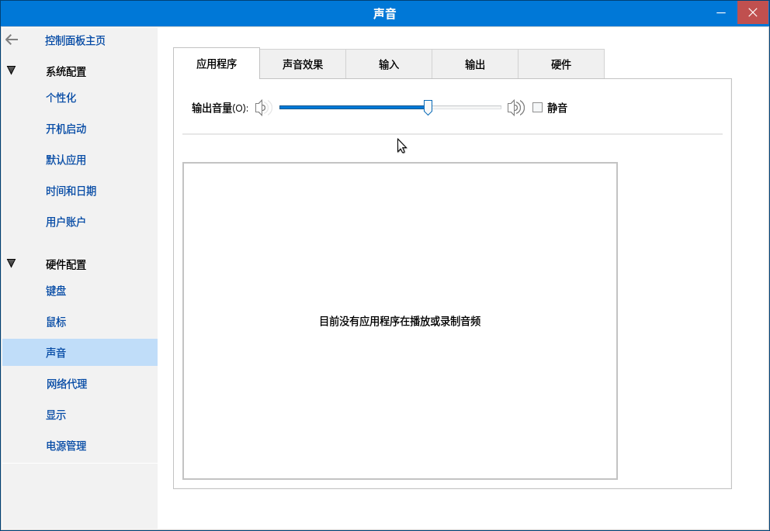 声音
控制面板主页
系统配置
个性化
开机启动
默认应用
时间和日期
用户账户
硬件配置
键盘
鼠标
声音
网络代理
显示
电源管理
应用程序 声音效果 输入 输出 硬件
输出音量(O): 静音
目前没有应用程序在播放或录制音频